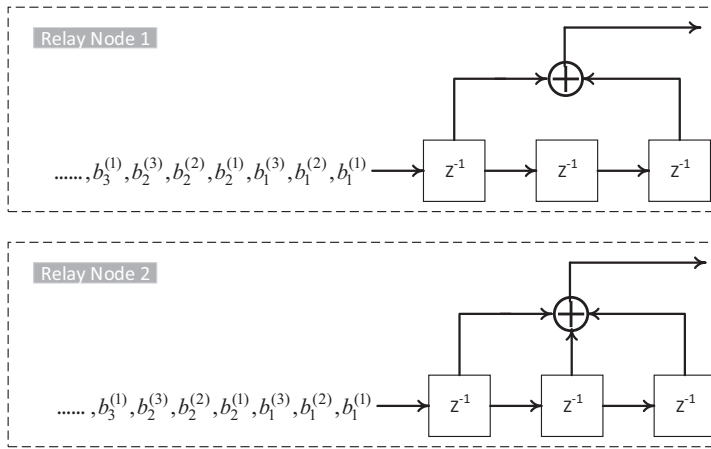 Relay Node 1
......, b₃⁽¹⁾, b₂⁽³⁾, b₂⁽²⁾, b₂⁽¹⁾, b₁⁽³⁾, b₁⁽²⁾, b₁⁽¹⁾
z⁻¹ z⁻¹ z⁻¹
Relay Node 2
......, b₃⁽¹⁾, b₂⁽³⁾, b₂⁽²⁾, b₂⁽¹⁾, b₁⁽³⁾, b₁⁽²⁾, b₁⁽¹⁾
z⁻¹ z⁻¹ z⁻¹